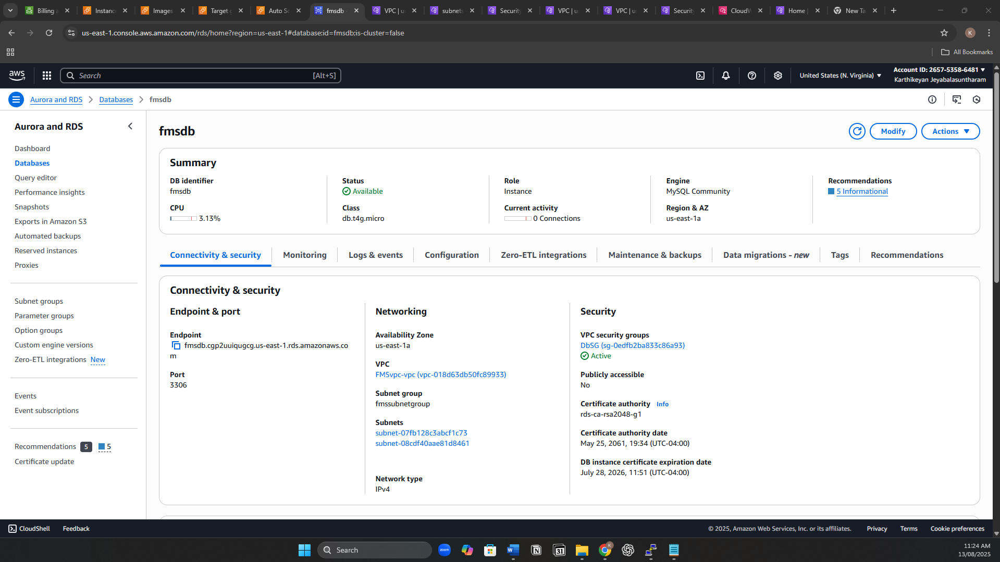 Billing a
Instanc
Images
Target g
Auto Sc
fmsdb -
VPC | us
subnets
Security
VPC | us
VPC | us
Security
CloudW
Home |
New Ta
us-east-1.console.aws.amazon.com/rds/home?region=us-east-1#database:id=fmsdb;is-cluster=false
K
All Bookmarks
aws
Search
[Alt+S]
United States (N. Virginia)
Account ID: 2657-5358-6481
Karthikeyan Jeyabalasuntharam
Aurora and RDS
Databases
fmsdb
Aurora and RDS
Dashboard
Databases
Query editor
Performance insights
Snapshots
Exports in Amazon S3
Automated backups
Reserved instances
Proxies
Subnet groups
Parameter groups
Option groups
Custom engine versions
Zero-ETL integrations New
Events
Event subscriptions
Recommendations 5 5
Certificate update
fmsdb
Modify
Actions
Summary
DB identifier
fmsdb
CPU
3.13%
Status
Available
Class
db.t4g.micro
Role
Instance
Current activity
0 Connections
Engine
MySQL Community
Region & AZ
us-east-1a
Recommendations
5 Informational
Connectivity & security
Monitoring
Logs & events
Configuration
Zero-ETL integrations
Maintenance & backups
Data migrations - new
Tags
Recommendations
Connectivity & security
Endpoint & port
Endpoint
fmsdb.cgp2uuiqugcg.us-east-1.rds.amazonaws.co
m
Port
3306
Networking
Availability Zone
us-east-1a
VPC
FMSvpc-vpc (vpc-018d63db50fc89933)
Subnet group
fmssubnetgroup
Subnets
subnet-07fb128c3abcf1c73
subnet-08cdf40aae81d8461
Network type
IPv4
Security
VPC security groups
DbSG (sg-0edfb2ba833c86a93)
Active
Publicly accessible
No
Certificate authority Info
rds-ca-rsa2048-g1
Certificate authority date
May 25, 2061, 19:34 (UTC-04:00)
DB instance certificate expiration date
July 28, 2026, 11:51 (UTC-04:00)
CloudShell
Feedback
© 2025, Amazon Web Services, Inc. or its affiliates.
Privacy
Terms
Cookie preferences
Search
zoom
W
N
31
K
11:24 AM
13/08/2025